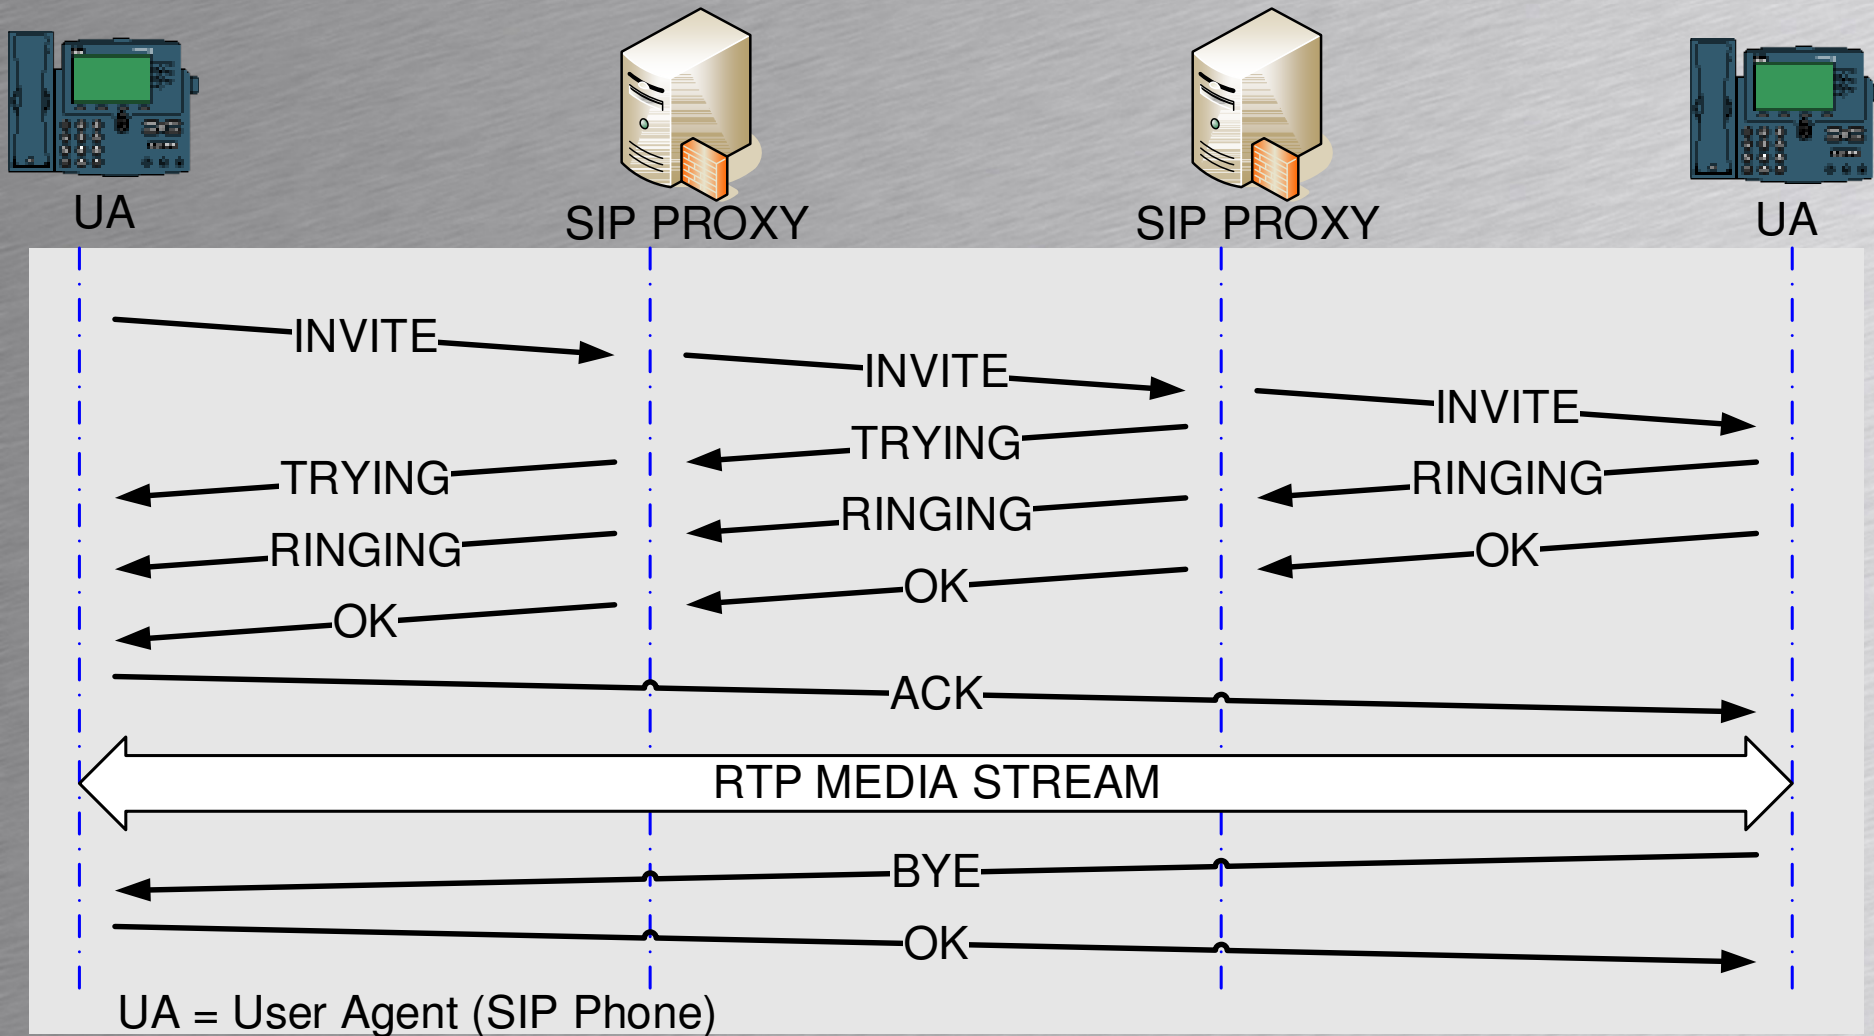 UA
SIP PROXY
SIP PROXY
UA
INVITE
INVITE
INVITE
TRYING
TRYING
RINGING
RINGING
RINGING
OK
OK
OK
ACK
RTP MEDIA STREAM
BYE
OK
UA = User Agent (SIP Phone)